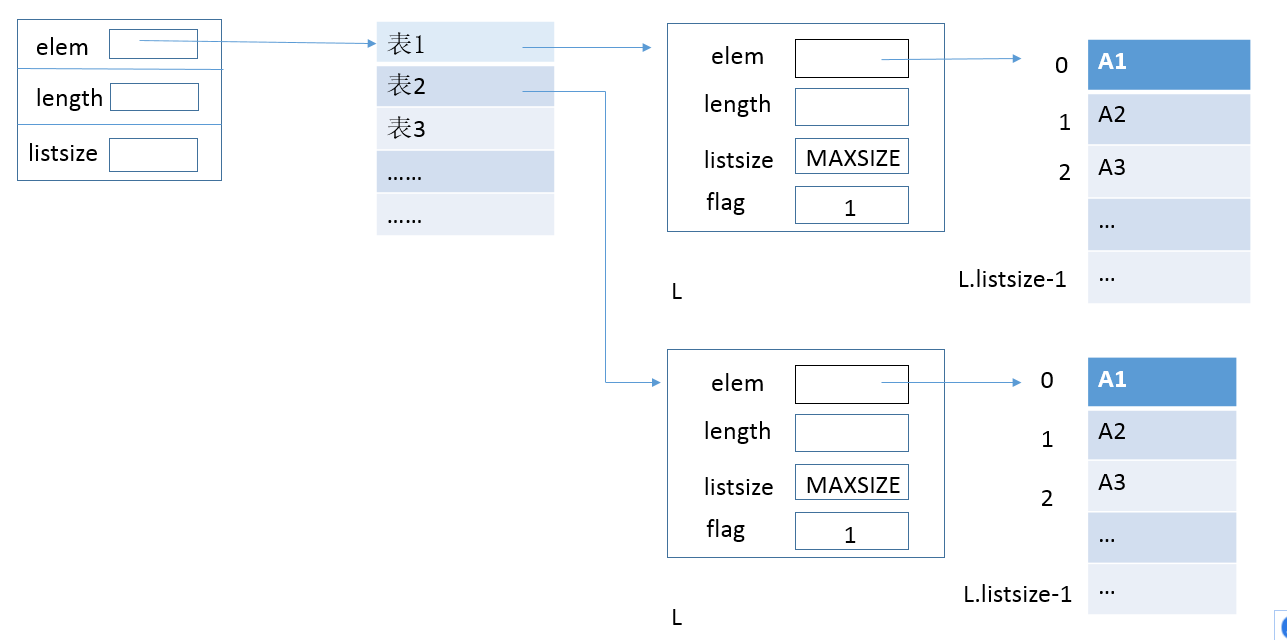 elem
length
listsize
表1
表2
表3
......
......
elem
length
listsize MAXSIZE
flag 1
L
0 A1
1 A2
2 A3
...
L.listsize-1 ...
elem
length
listsize MAXSIZE
flag 1
L
0 A1
1 A2
2 A3
...
L.listsize-1 ...